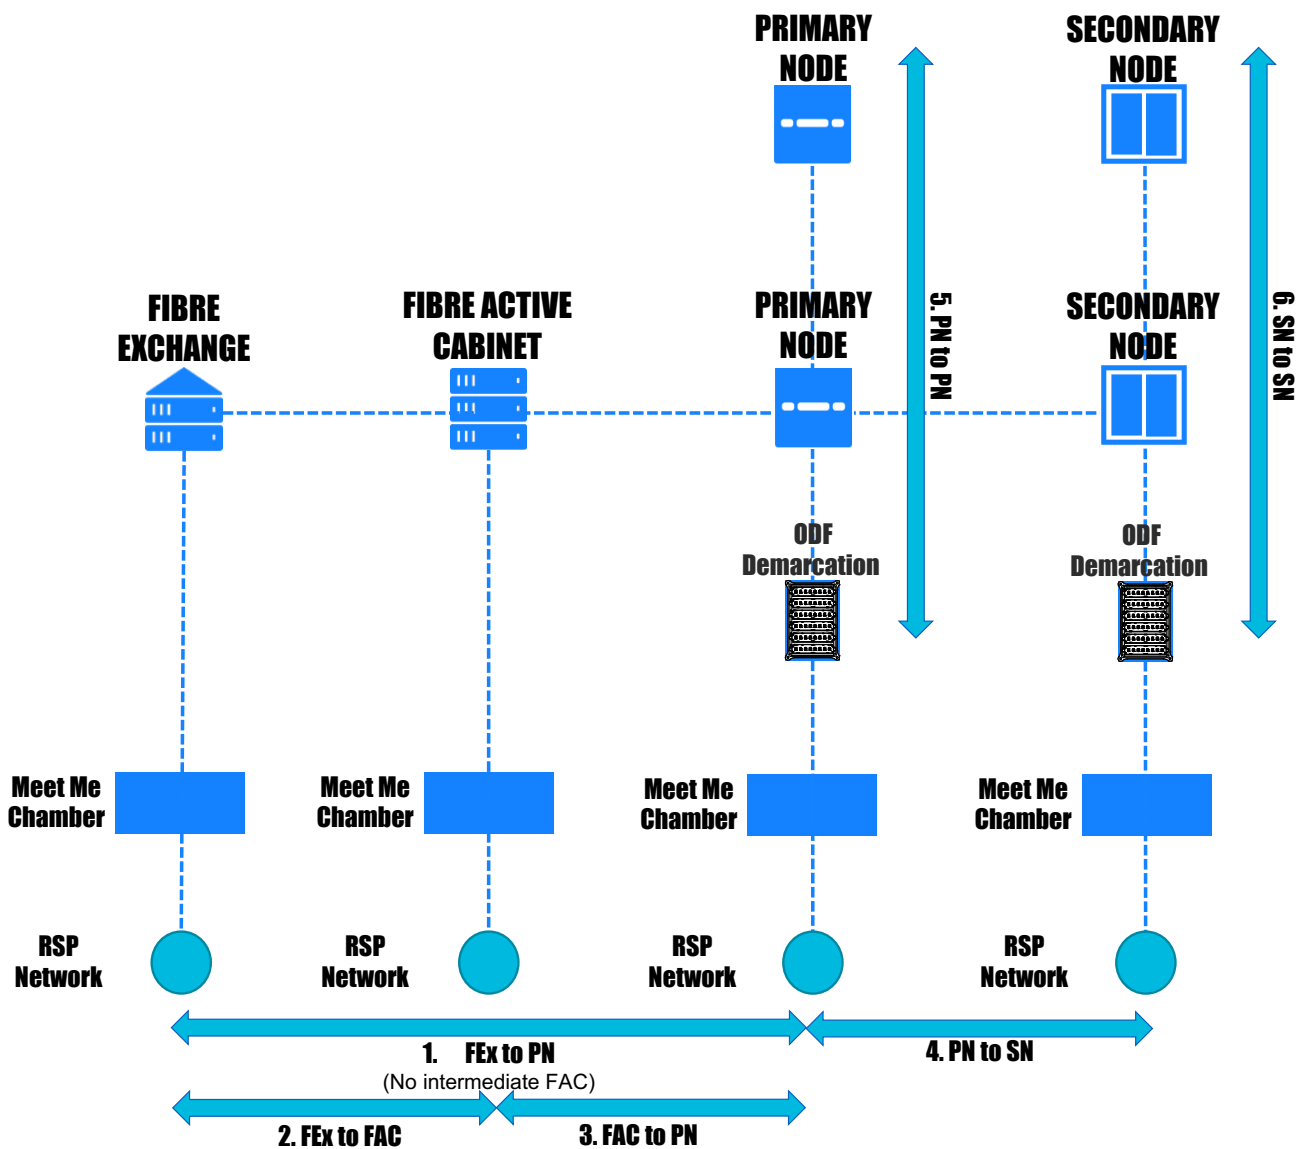 PRIMARY
NODE
SECONDARY
NODE
FIBRE
EXCHANGE
FIBRE ACTIVE
CABINET
PRIMARY
NODE
5. PN to PN
SECONDARY
NODE
6. SN to SN
ODF
Demarcation
ODF
Demarcation
Meet Me
Chamber
Meet Me
Chamber
Meet Me
Chamber
Meet Me
Chamber
RSP
Network
RSP
Network
RSP
Network
RSP
Network
1. FEx to PN
(No intermediate FAC)
4. PN to SN
2. FEx to FAC
3. FAC to PN